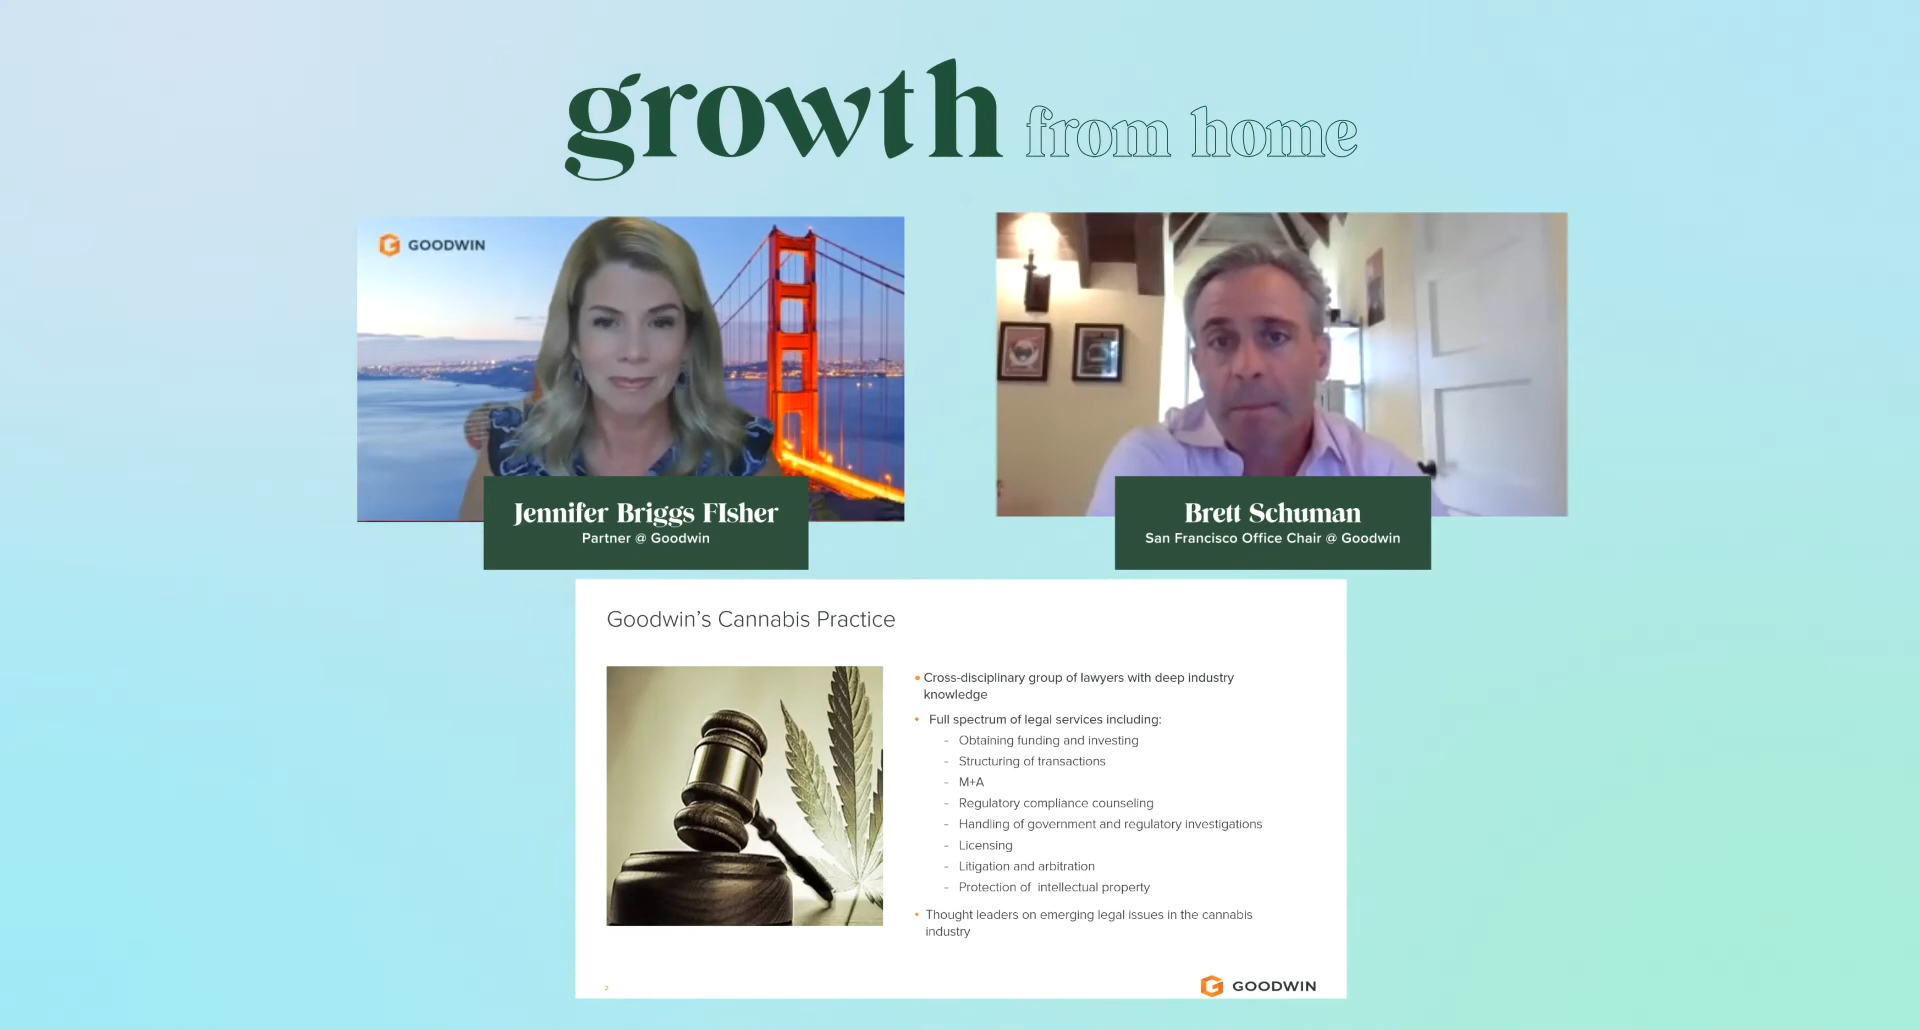 growth from home
GOODWIN
Jennifer Briggs FIsher
Partner @ Goodwin
Brett Schuman
San Francisco Office Chair @ Goodwin
Goodwin’s Cannabis Practice
• Cross-disciplinary group of lawyers with deep industry
knowledge
• Full spectrum of legal services including:
- Obtaining funding and investing
- Structuring of transactions
- M+A
- Regulatory compliance counseling
- Handling of government and regulatory investigations
- Licensing
- Litigation and arbitration
- Protection of intellectual property
• Thought leaders on emerging legal issues in the cannabis
industry
2
GOODWIN